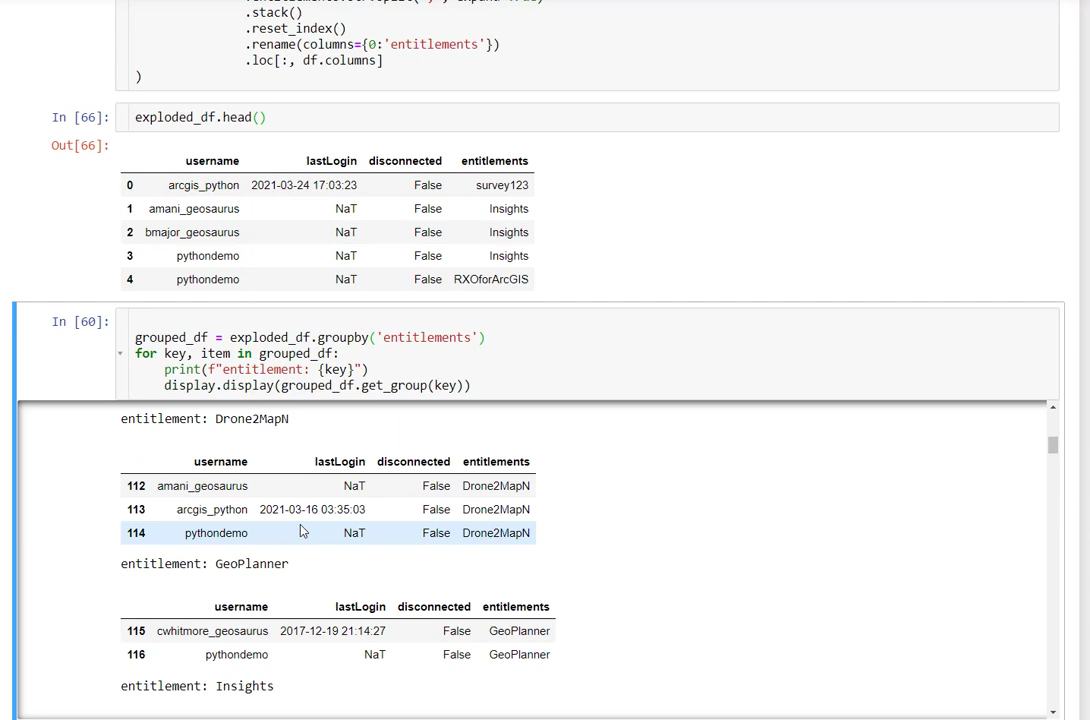 .stack()
.reset_index()
.rename(columns={0:'entitlements'})
.loc[:, df.columns]
)
In [66]: exploded_df.head()
Out[66]:
username lastLogin disconnected entitlements
0 arcgis_python 2021-03-24 17:03:23 False survey123
1 amani_geosaurus NaT False Insights
2 bmajor_geosaurus NaT False Insights
3 pythondemo NaT False Insights
4 pythondemo NaT False RXOforArcGIS
In [60]:
grouped_df = exploded_df.groupby('entitlements')
for key, item in grouped_df:
print(f"entitlement: {key}")
display.display(grouped_df.get_group(key))
entitlement: Drone2MapN
username lastLogin disconnected entitlements
112 amani_geosaurus NaT False Drone2MapN
113 arcgis_python 2021-03-16 03:35:03 False Drone2MapN
114 pythondemo NaT False Drone2MapN
entitlement: GeoPlanner
username lastLogin disconnected entitlements
115 cwhitmore_geosaurus 2017-12-19 21:14:27 False GeoPlanner
116 pythondemo NaT False GeoPlanner
entitlement: Insights